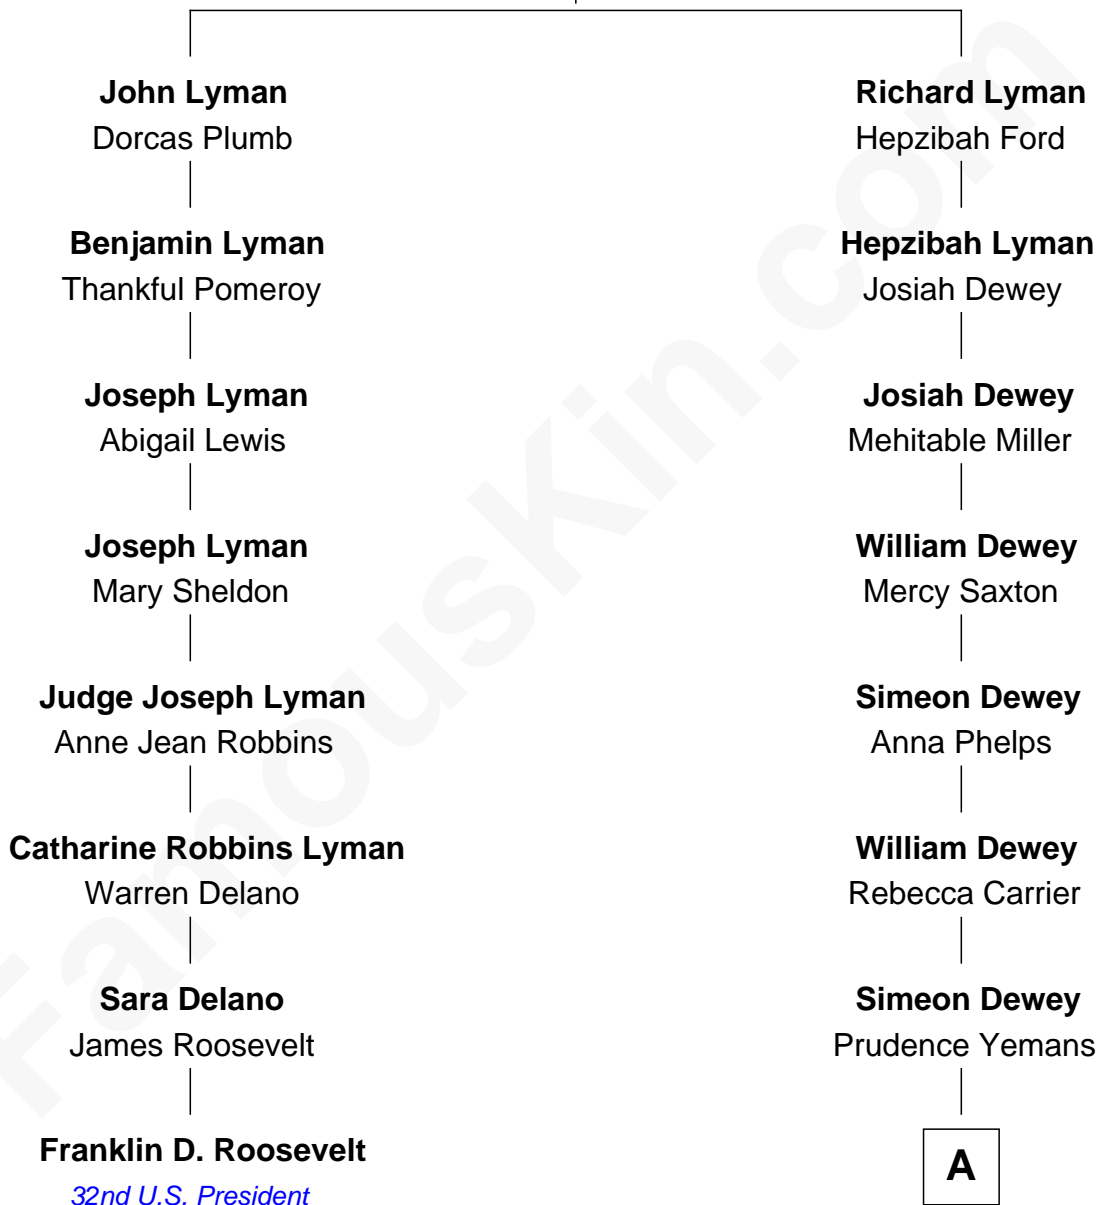 John Lyman
Dorcas Plumb
Benjamin Lyman
Thankful Pomeroy
Joseph Lyman
Abigail Lewis
Joseph Lyman
Mary Sheldon
Judge Joseph Lyman
Anne Jean Robbins
Catharine Robbins Lyman
Warren Delano
Sara Delano
James Roosevelt
Franklin D. Roosevelt
32nd U.S. President
Richard Lyman
Hepzibah Ford
Hepzibah Lyman
Josiah Dewey
Josiah Dewey
Mehitable Miller
William Dewey
Mercy Saxton
Simeon Dewey
Anna Phelps
William Dewey
Rebecca Carrier
Simeon Dewey
Prudence Yemans
A
FamousKin.com